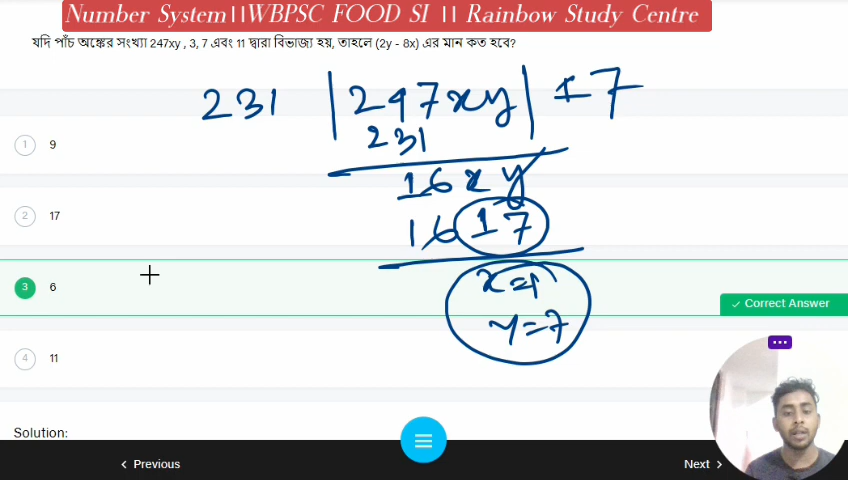 Number System||WBPSC FOOD SI || Rainbow Study Centre
যদি পাঁচ অঙ্কের সংখ্যা 247xy , 3, 7 এবং 11 দ্বারা বিভাজ্য হয়, তাহলে (2y - 8x) এর মান কত হবে?
231 |247xy| 17
231
1 9
16xy
2 17
1617
3 6
x=1
✓ Correct Answer
y=7
4 11
Solution:
‹ Previous
Next ›